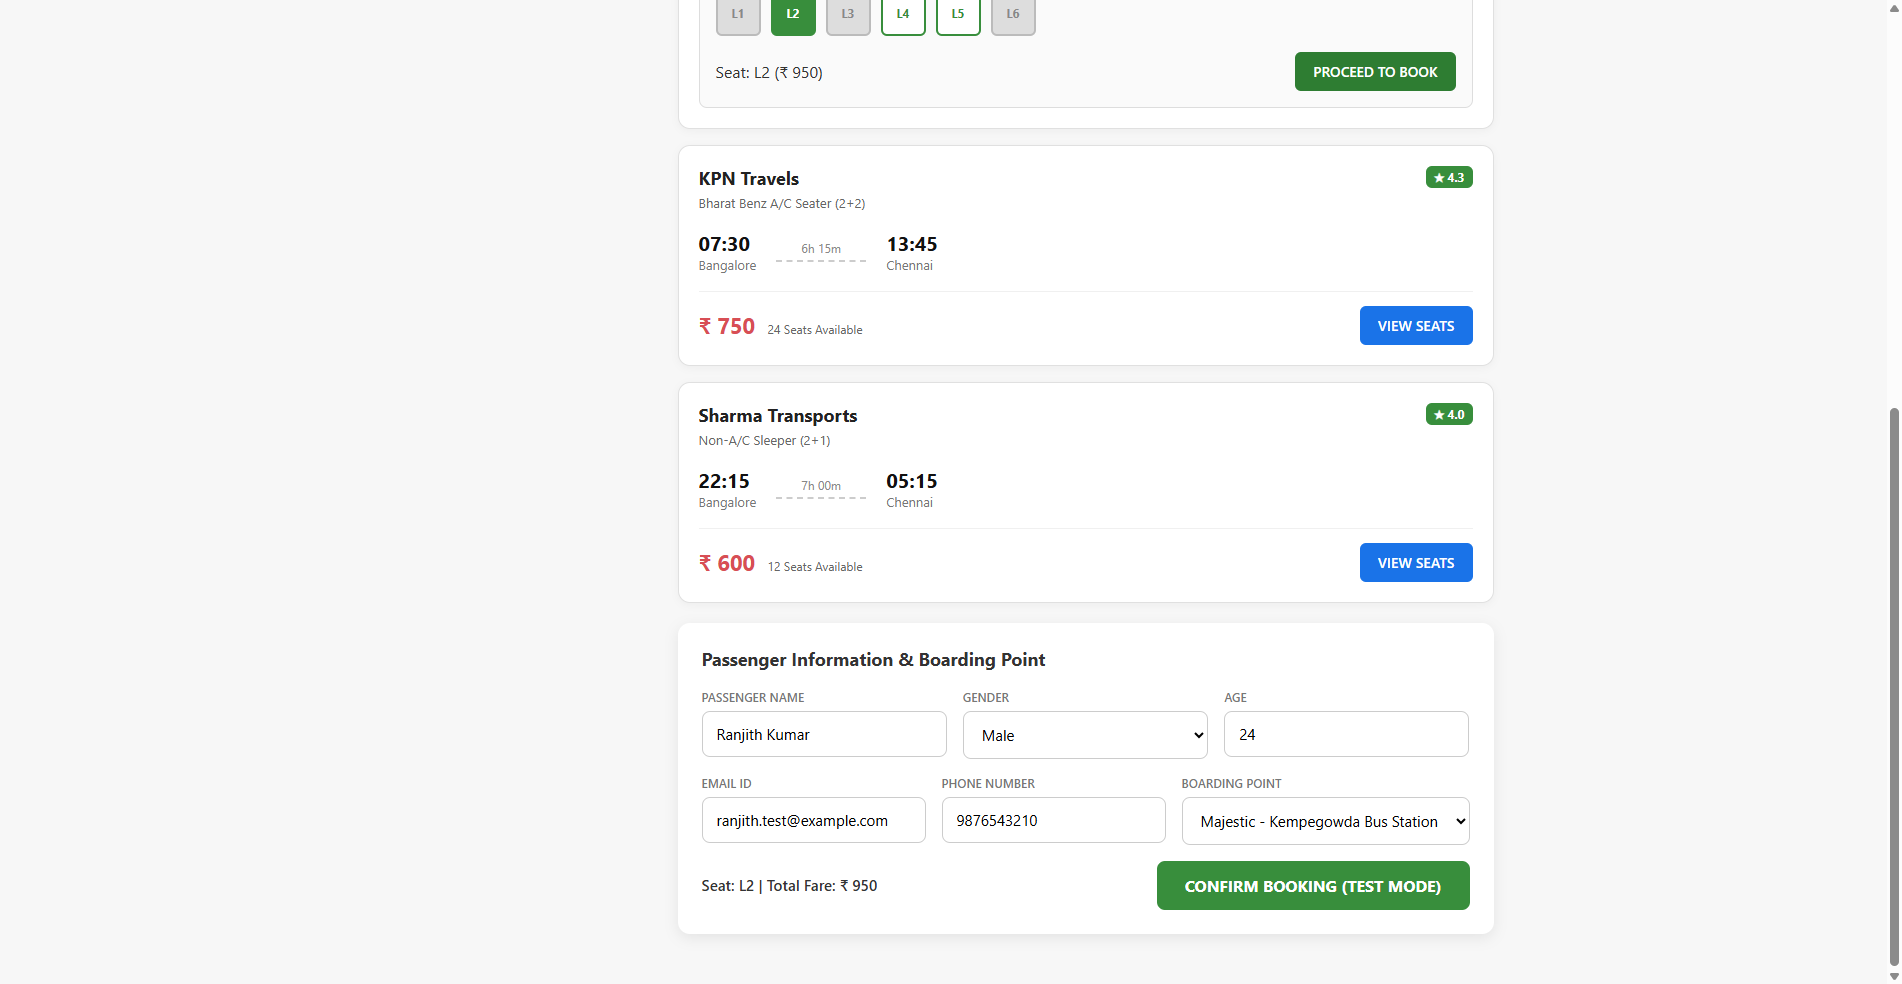 L1 L2 L3 L4 L5 L6
Seat: L2 (₹ 950) PROCEED TO BOOK
KPN Travels ★ 4.3
Bharat Benz A/C Seater (2+2)
07:30 6h 15m 13:45
Bangalore Chennai
₹ 750 24 Seats Available VIEW SEATS
Sharma Transports ★ 4.0
Non-A/C Sleeper (2+1)
22:15 7h 00m 05:15
Bangalore Chennai
₹ 600 12 Seats Available VIEW SEATS
Passenger Information & Boarding Point
PASSENGER NAME GENDER AGE
Ranjith Kumar Male 24
EMAIL ID PHONE NUMBER BOARDING POINT
ranjith.test@example.com 9876543210 Majestic - Kempegowda Bus Station
Seat: L2 | Total Fare: ₹ 950 CONFIRM BOOKING (TEST MODE)